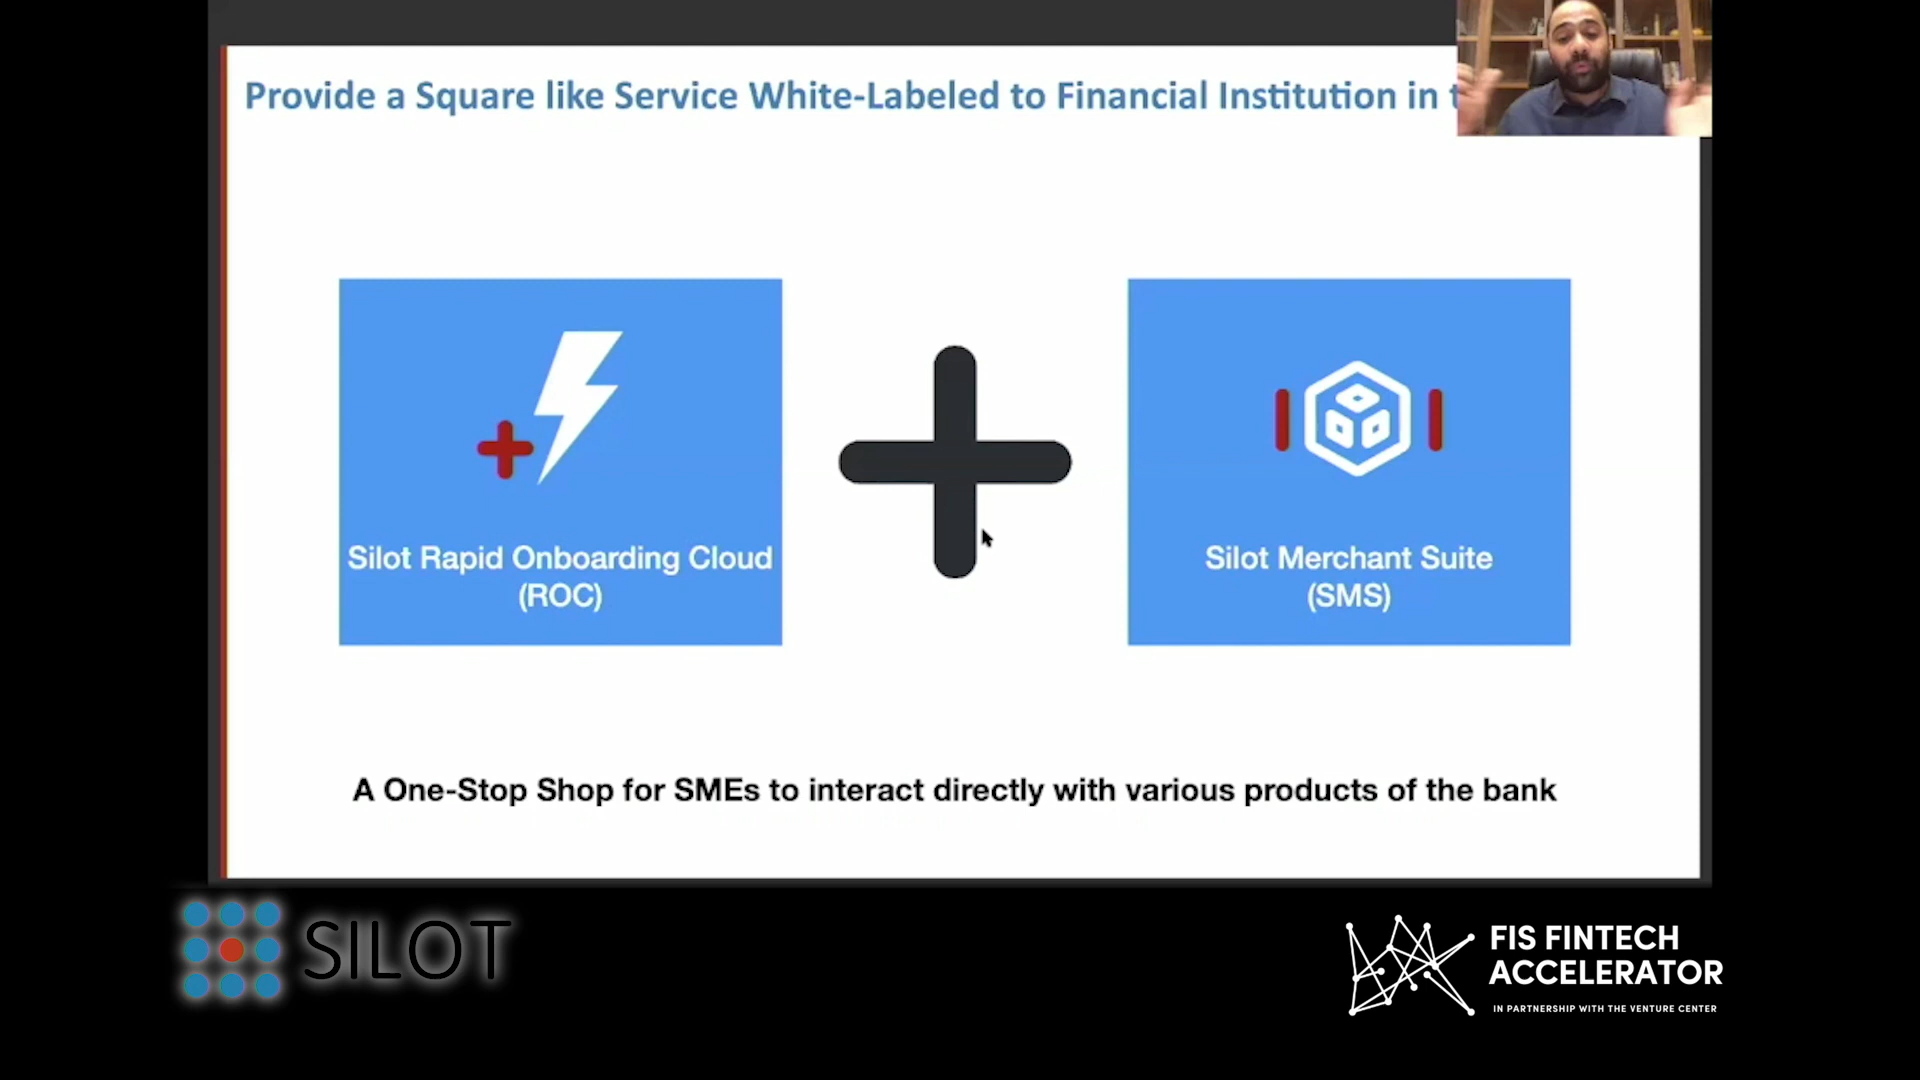 Provide a Square like Service White-Labeled to Financial Institution in
Silot Rapid Onboarding Cloud
(ROC)
Silot Merchant Suite
(SMS)
A One-Stop Shop for SMEs to interact directly with various products of the bank
SILOT
FIS FINTECH
ACCELERATOR
IN PARTNERSHIP WITH THE VENTURE CENTER